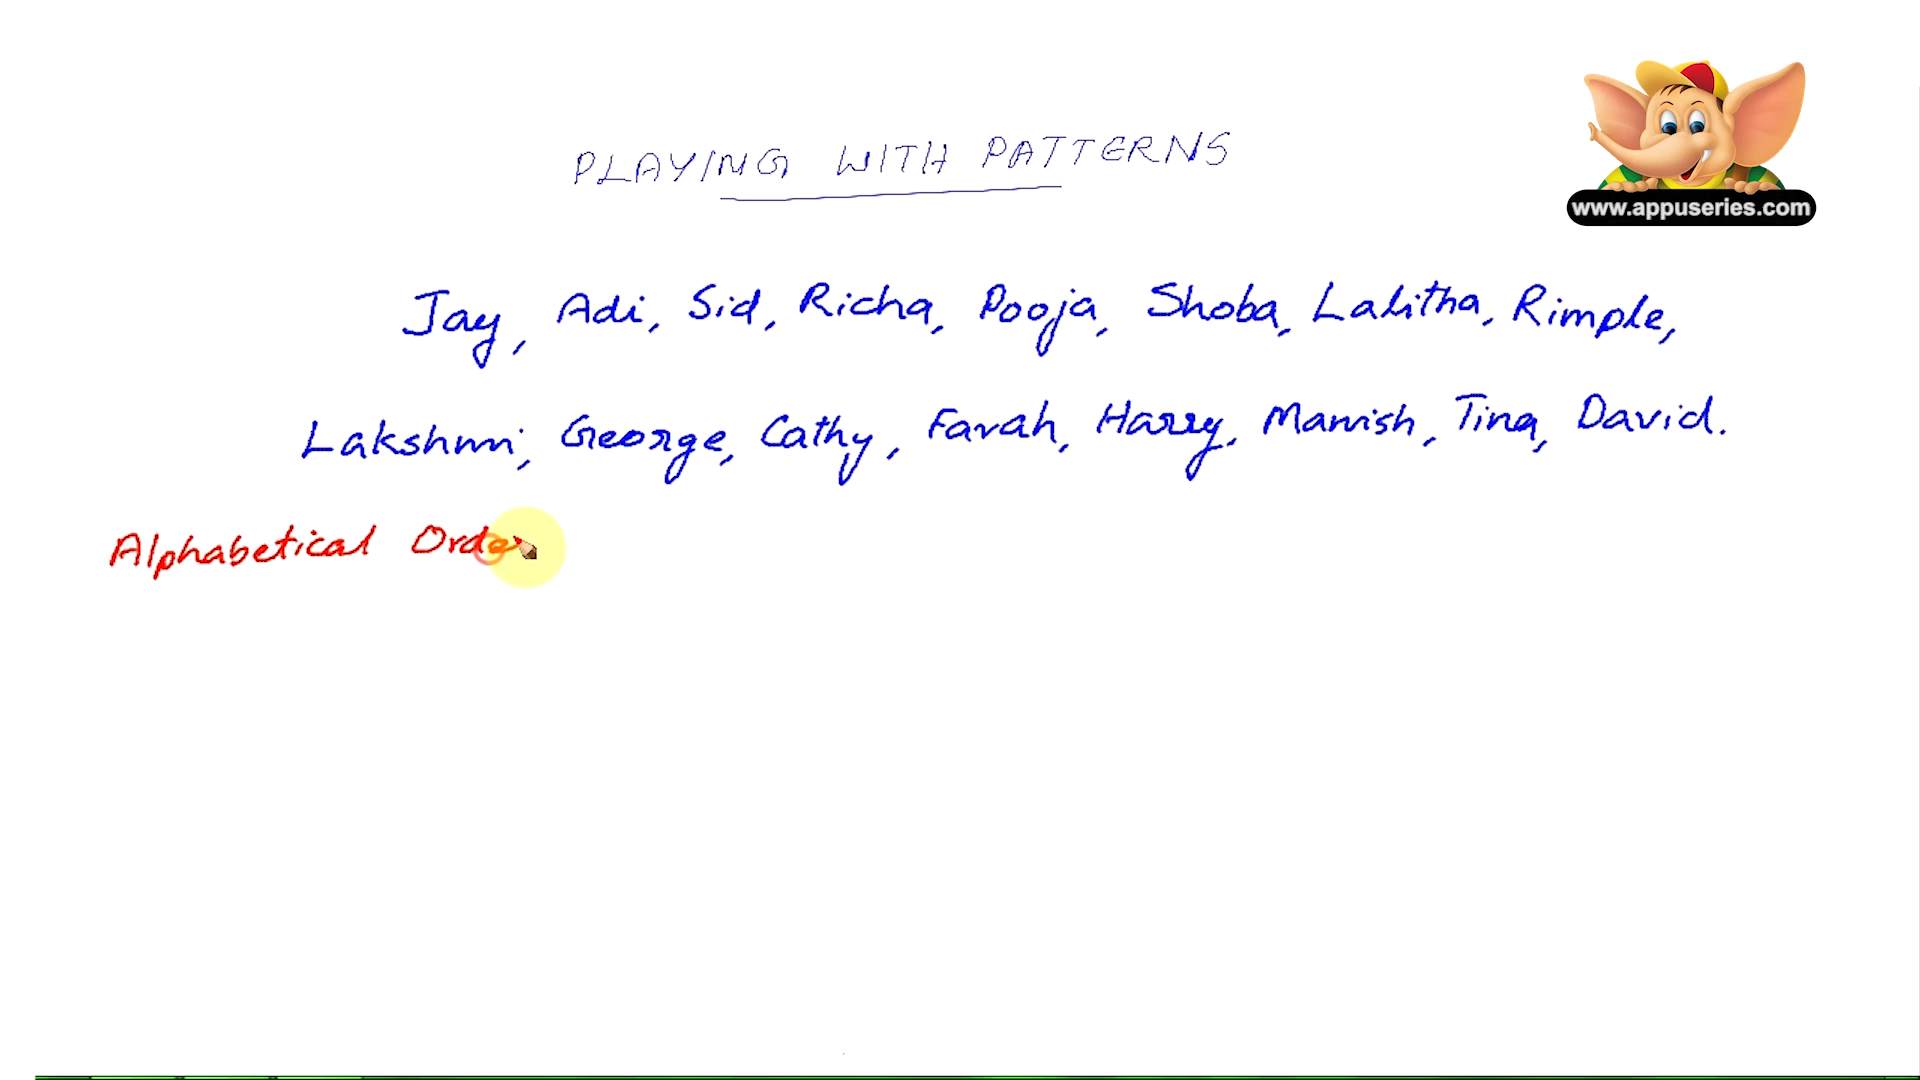 PLAYING WITH PATTERNS
www.appuseries.com
Jay, Adi, Sid, Richa, Pooja, Shoba, Lalitha, Rimple,
Lakshmi, George, Cathy, Farah, Harry, Manish, Tina, David.
Alphabetical Order